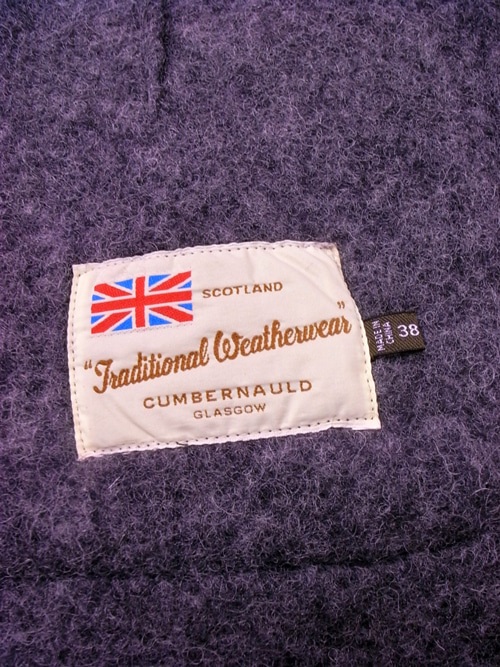 SCOTLAND
"Traditional Weatherwear"
CUMBERNAULD
GLASGOW
MADE IN
CHINA
38